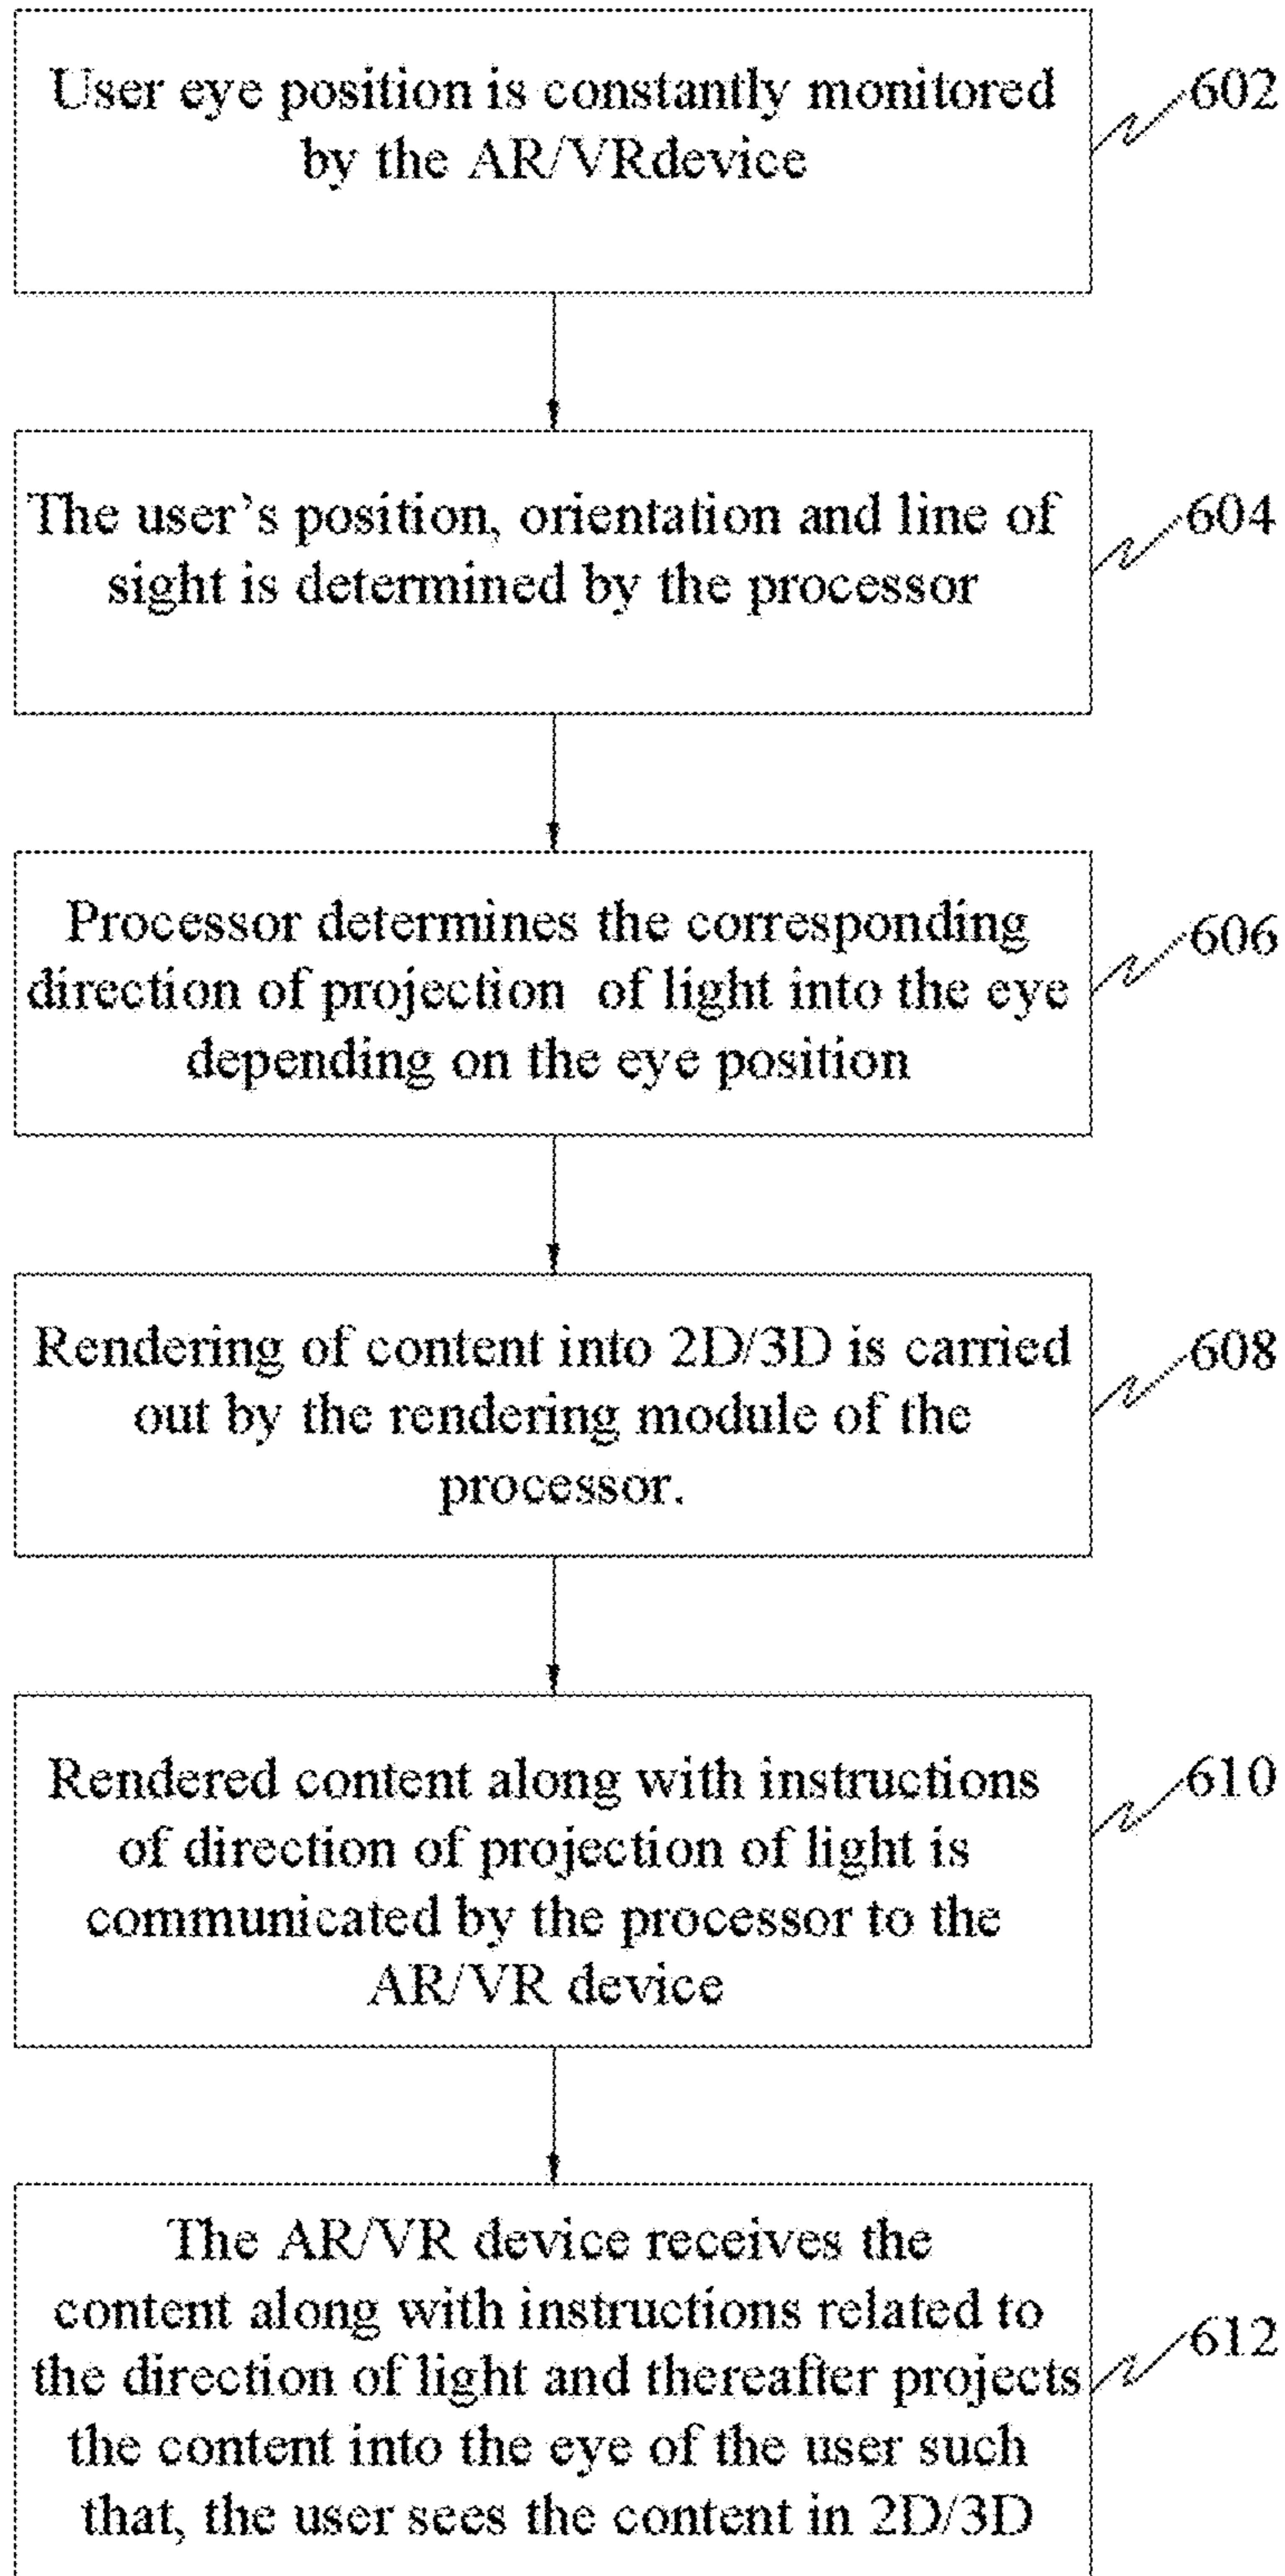 User eye position is constantly monitored
by the AR/VRdevice
602
The user's position, orientation and line of
sight is determined by the processor
604
Processor determines the corresponding
direction of projection of light into the eye
depending on the eye position
606
Rendering of content into 2D/3D is carried
out by the rendering module of the
processor.
608
Rendered content along with instructions
of direction of projection of light is
communicated by the processor to the
AR/VR device
610
The AR/VR device receives the
content along with instructions related to
the direction of light and thereafter projects
the content into the eye of the user such
that, the user sees the content in 2D/3D
612